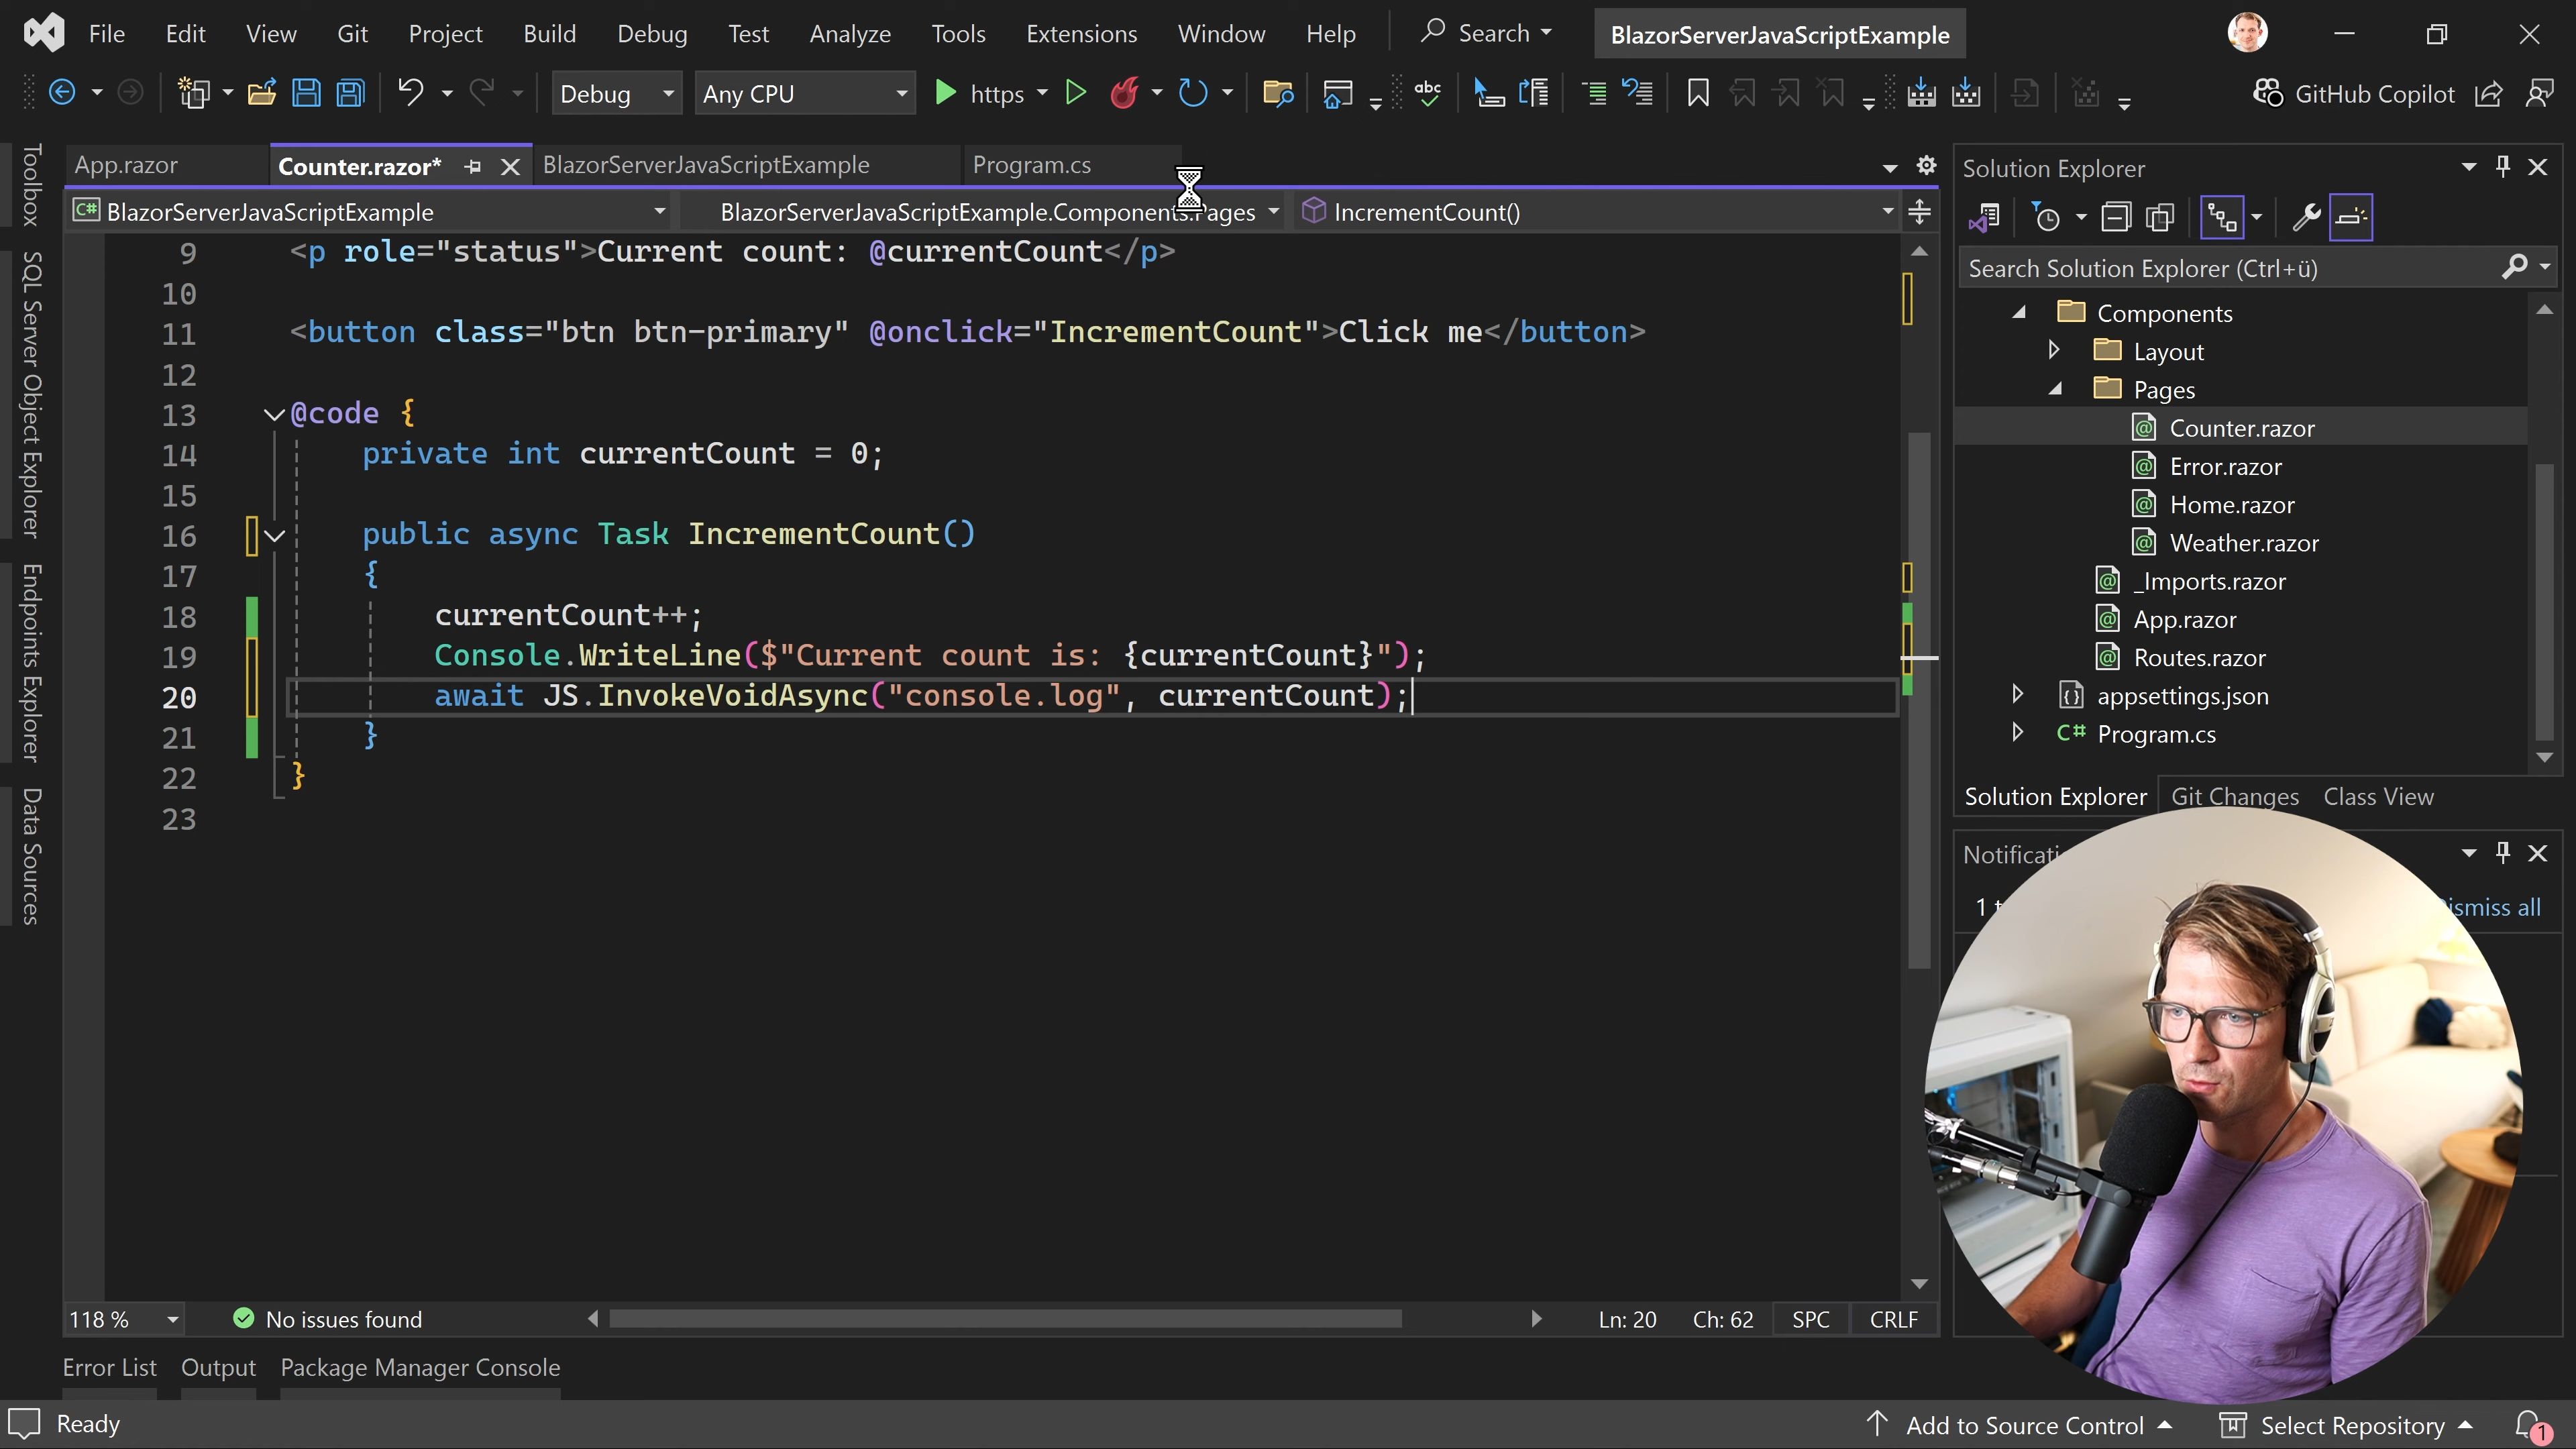 File Edit View Git Project Build Debug Test Analyze Tools Extensions Window Help Search BlazorServerJavaScriptExample
Debug Any CPU https GitHub Copilot
App.razor Counter.razor* BlazorServerJavaScriptExample Program.cs
BlazorServerJavaScriptExample BlazorServerJavaScriptExample.Components.Pages IncrementCount()
9 <p role="status">Current count: @currentCount</p>
10
11 <button class="btn btn-primary" @onclick="IncrementCount">Click me</button>
12
13 @code {
14 private int currentCount = 0;
15
16 public async Task IncrementCount()
17 {
18 currentCount++;
19 Console.WriteLine($"Current count is: {currentCount}");
20 await JS.InvokeVoidAsync("console.log", currentCount);
21 }
22 }
23
118 % No issues found Ln: 20 Ch: 62 SPC CRLF
Error List Output Package Manager Console
Ready Add to Source Control Select Repository 1
Toolbox
SQL Server Object Explorer
Endpoints Explorer
Data Sources
Solution Explorer
Search Solution Explorer (Ctrl+ü)
Components
Layout
Pages
Counter.razor
Error.razor
Home.razor
Weather.razor
_Imports.razor
App.razor
Routes.razor
appsettings.json
C# Program.cs
Solution Explorer Git Changes Class View
1 all